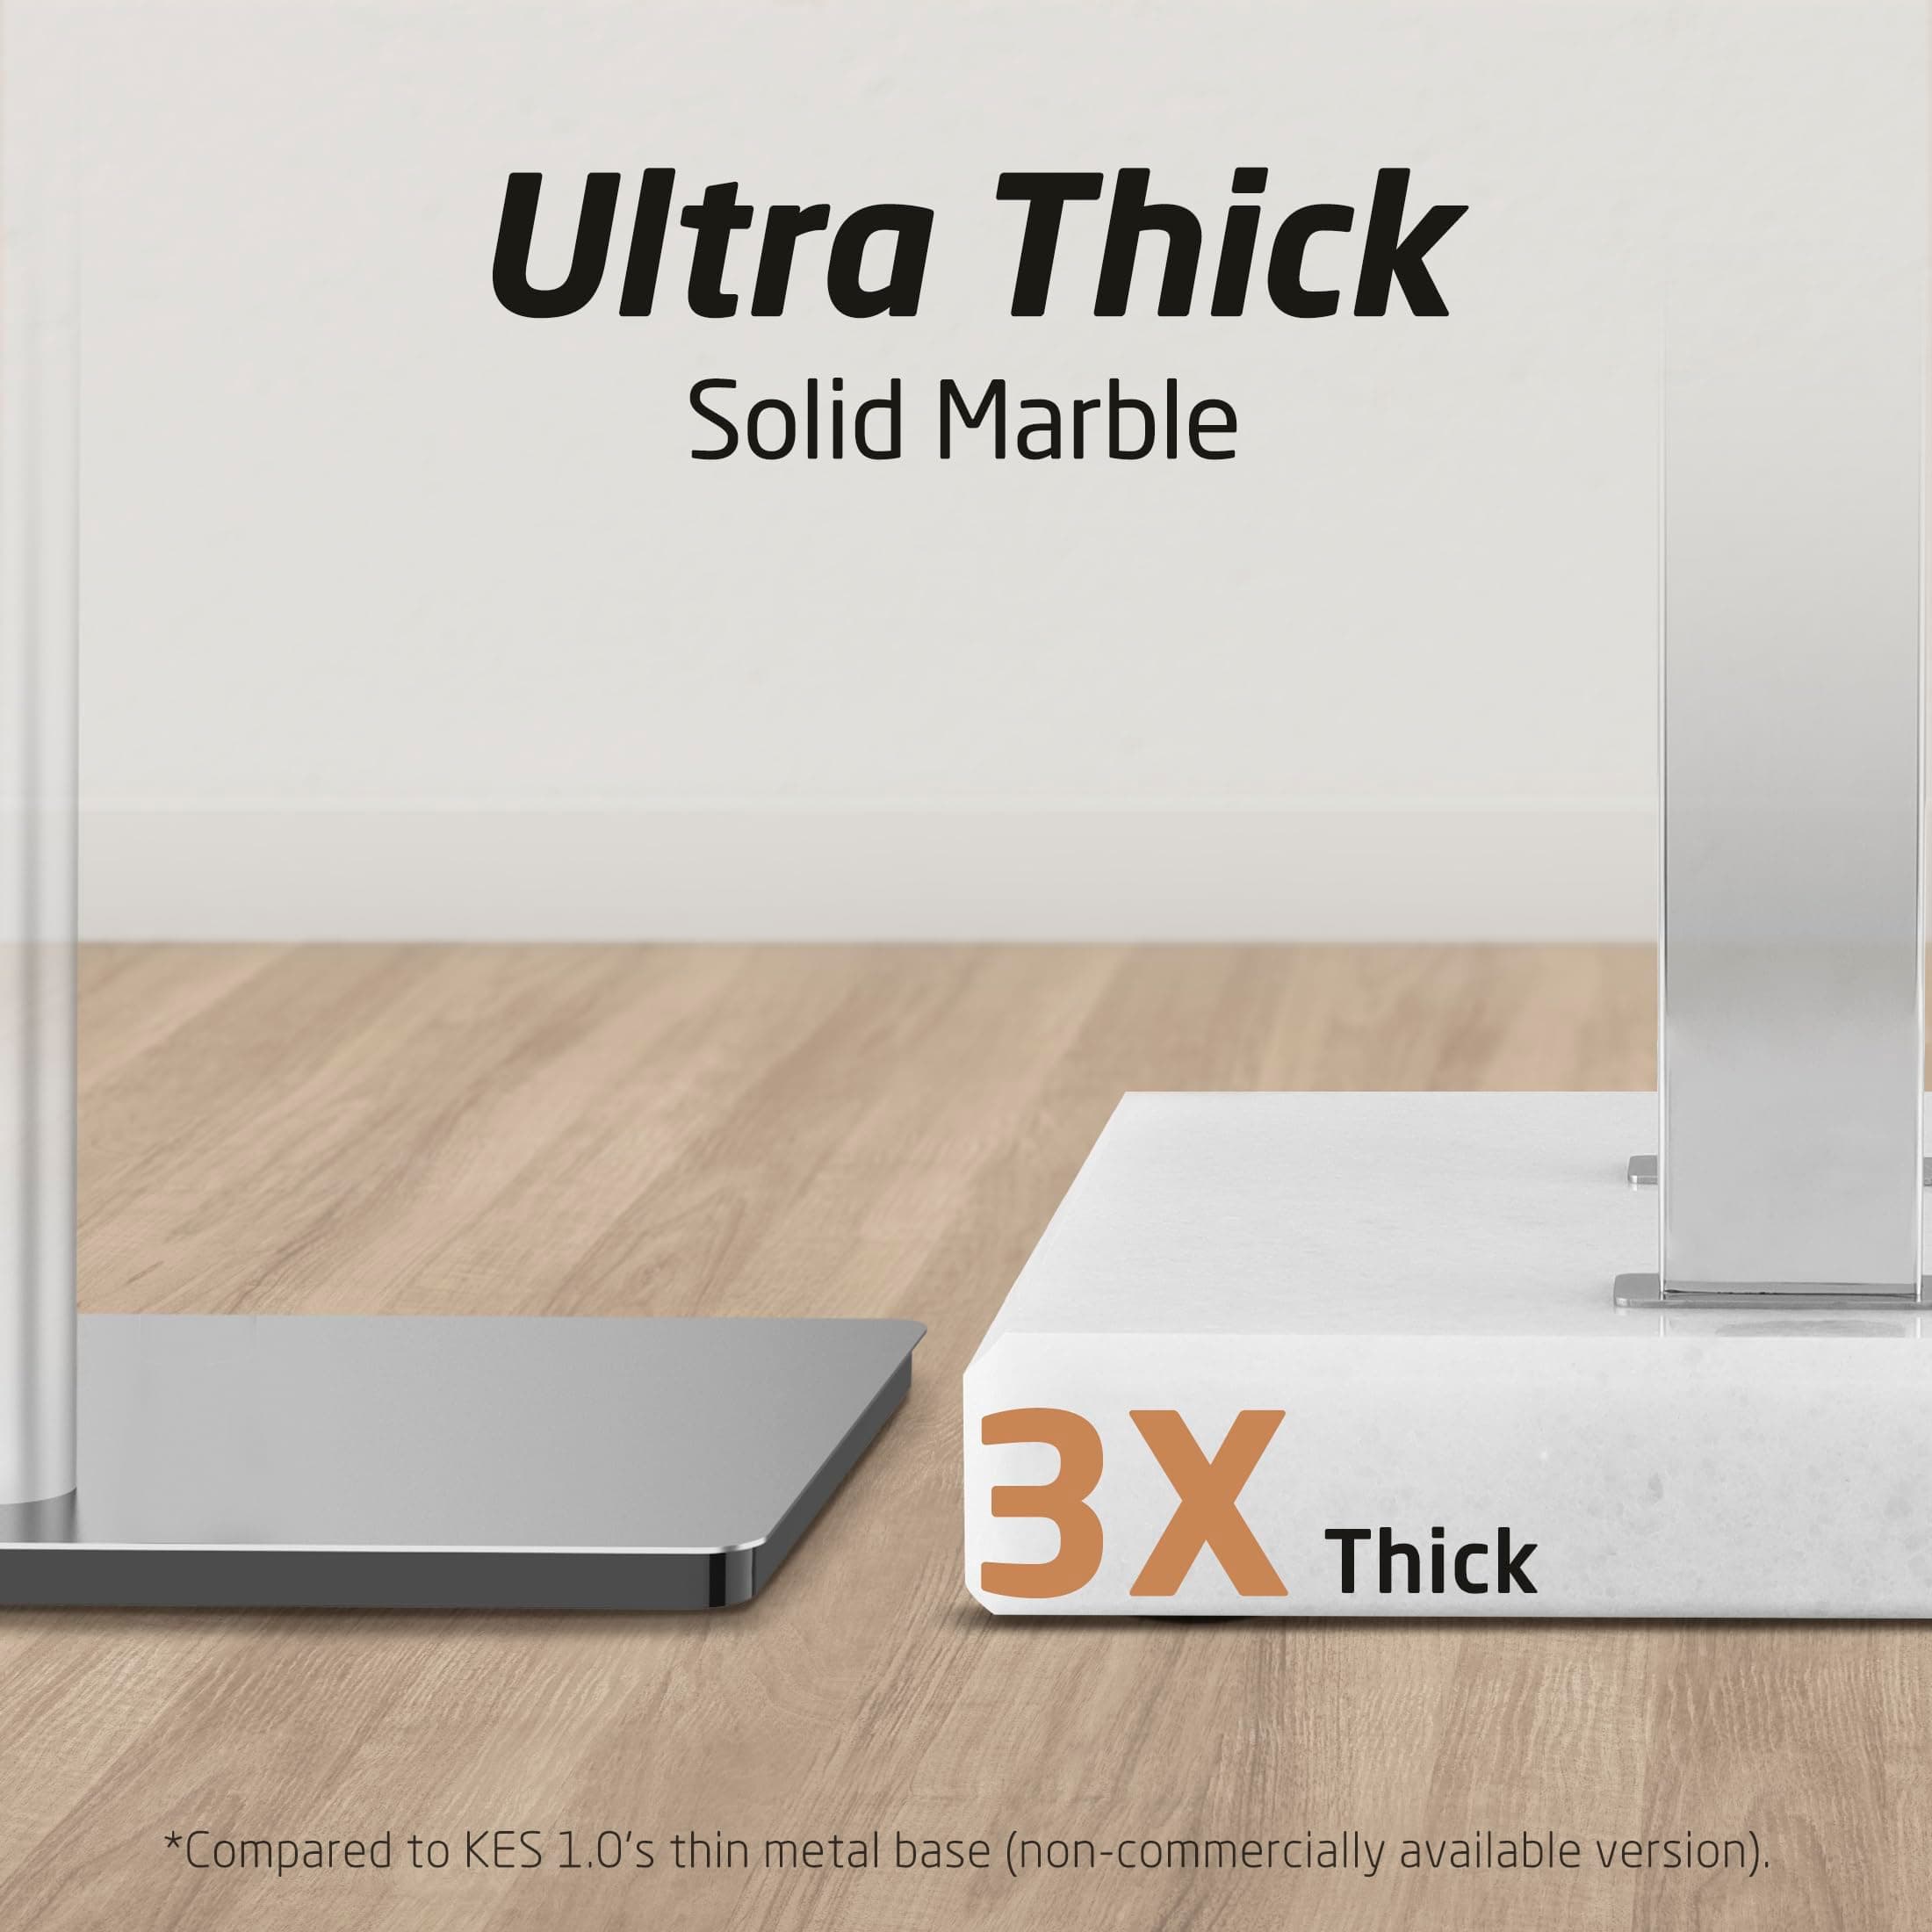 Ultra Thick
Solid Marble
3X Thick
*Compared to KES 1.0's thin metal base (non-commercially available version).